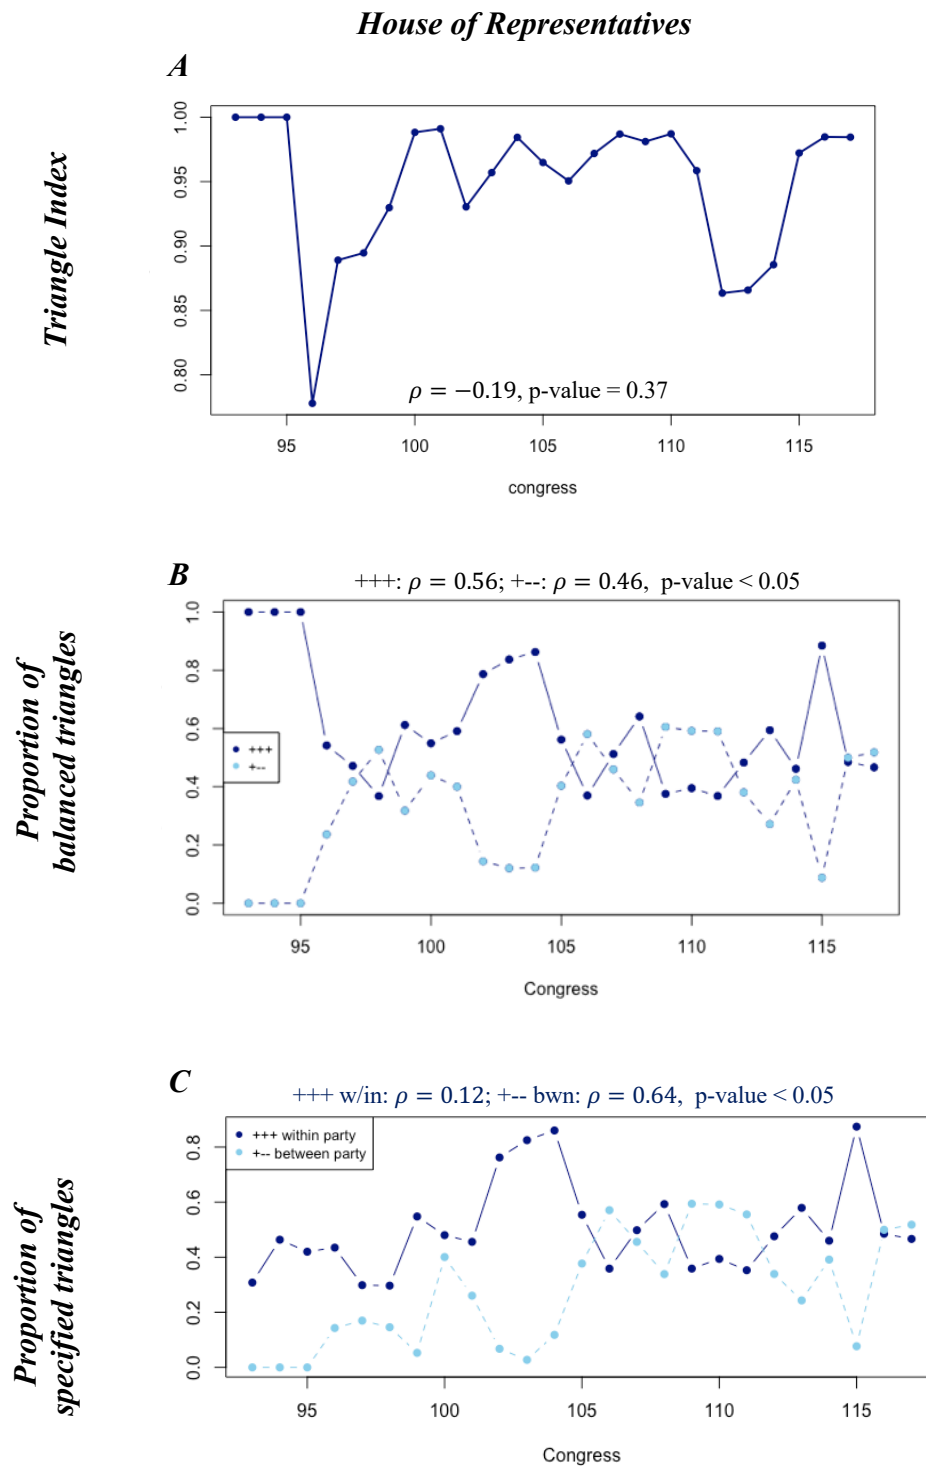 House of Representatives
A
Triangle Index
1.00
0.95
0.90
0.85
0.80
ρ = −0.19, p-value = 0.37
95 100 105 110 115
congress
B
+++: ρ = 0.56; +--: ρ = 0.46, p-value < 0.05
Proportion of
balanced triangles
1.0
0.8
0.6
0.4
0.2
0.0
+++
+--
95 100 105 110 115
Congress
C
+++ w/in: ρ = 0.12; +-- bwn: ρ = 0.64, p-value < 0.05
Proportion of
specified triangles
+++ within party
+-- between party
0.8
0.6
0.4
0.2
0.0
95 100 105 110 115
Congress